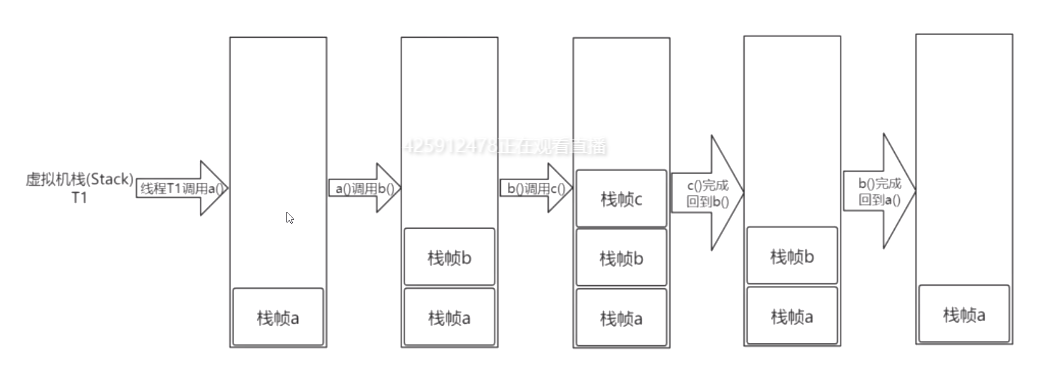 425912478正在观看直播
虚拟机栈(Stack)
T1
线程T1调用a()
a()调用b()
b()调用c()
c()完成
回到b()
b()完成
回到a()
栈帧a
栈帧b
栈帧a
栈帧c
栈帧b
栈帧a
栈帧b
栈帧a
栈帧a